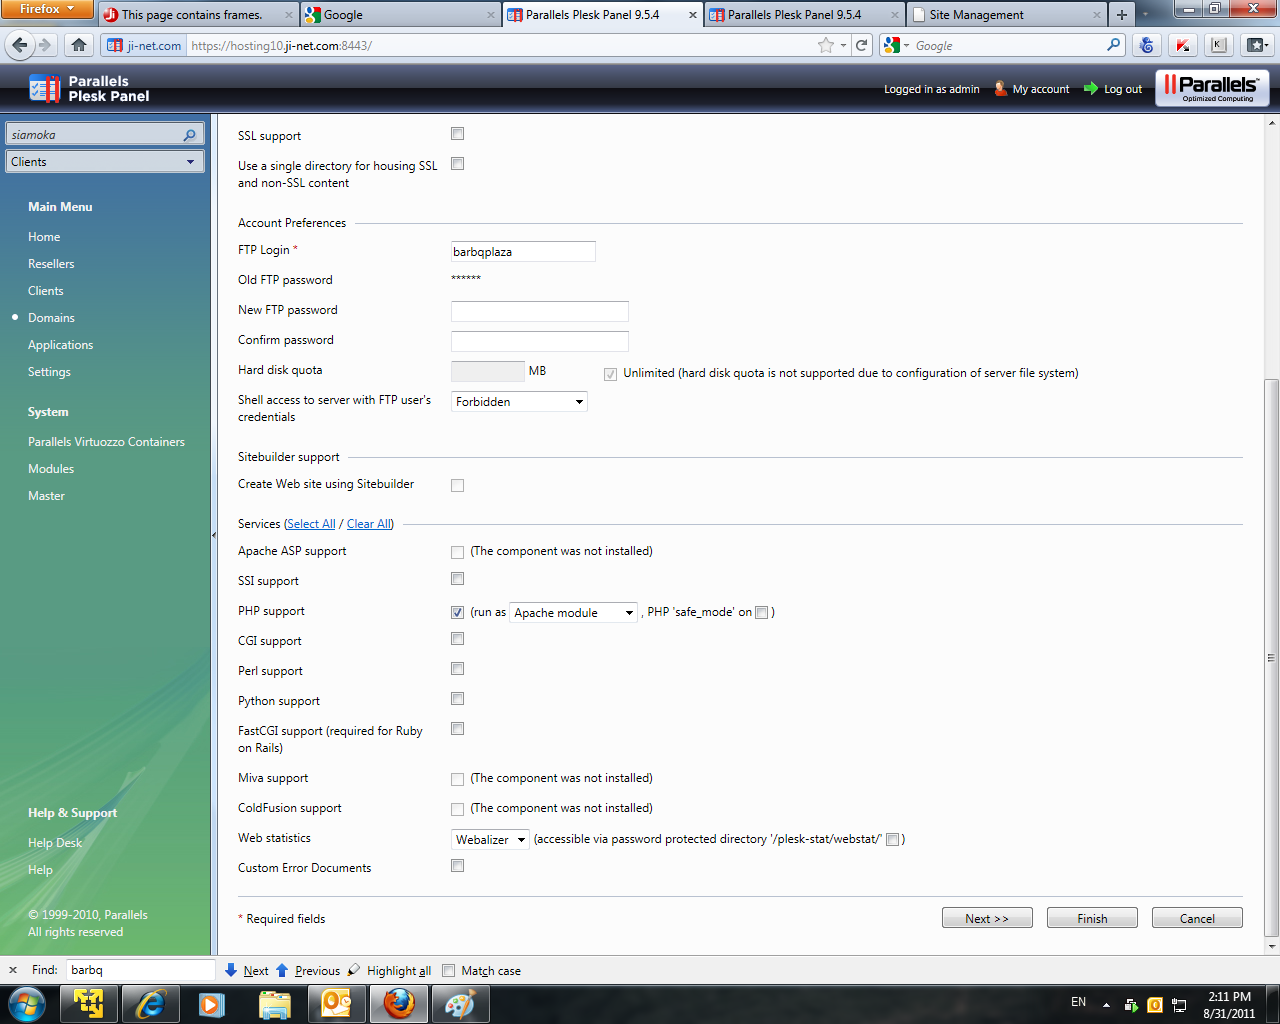 Firefox
This page contains frames.
Google
Parallels Plesk Panel 9.5.4
Parallels Plesk Panel 9.5.4
Site Management
ji-net.com
https://hosting10.ji-net.com:8443/
Google
Parallels
Plesk Panel
Logged in as admin
My account
Log out
Parallels™
Optimized Computing
siamoka
Clients
Main Menu
Home
Resellers
Clients
Domains
Applications
Settings
System
Parallels Virtuozzo Containers
Modules
Master
Help & Support
Help Desk
Help
© 1999-2010, Parallels
All rights reserved
SSL support
Use a single directory for housing SSL
and non-SSL content
Account Preferences
FTP Login * barbqplaza
Old FTP password ******
New FTP password
Confirm password
Hard disk quota MB Unlimited (hard disk quota is not supported due to configuration of server file system)
Shell access to server with FTP user's
credentials
Forbidden
Sitebuilder support
Create Web site using Sitebuilder
Services (Select All / Clear All)
Apache ASP support (The component was not installed)
SSI support
PHP support (run as Apache module , PHP 'safe_mode' on )
CGI support
Perl support
Python support
FastCGI support (required for Ruby
on Rails)
Miva support (The component was not installed)
ColdFusion support (The component was not installed)
Web statistics Webalizer (accessible via password protected directory '/plesk-stat/webstat/' )
Custom Error Documents
* Required fields
Next >> Finish Cancel
× Find: barbq Next Previous Highlight all Match case
EN
2:11 PM
8/31/2011